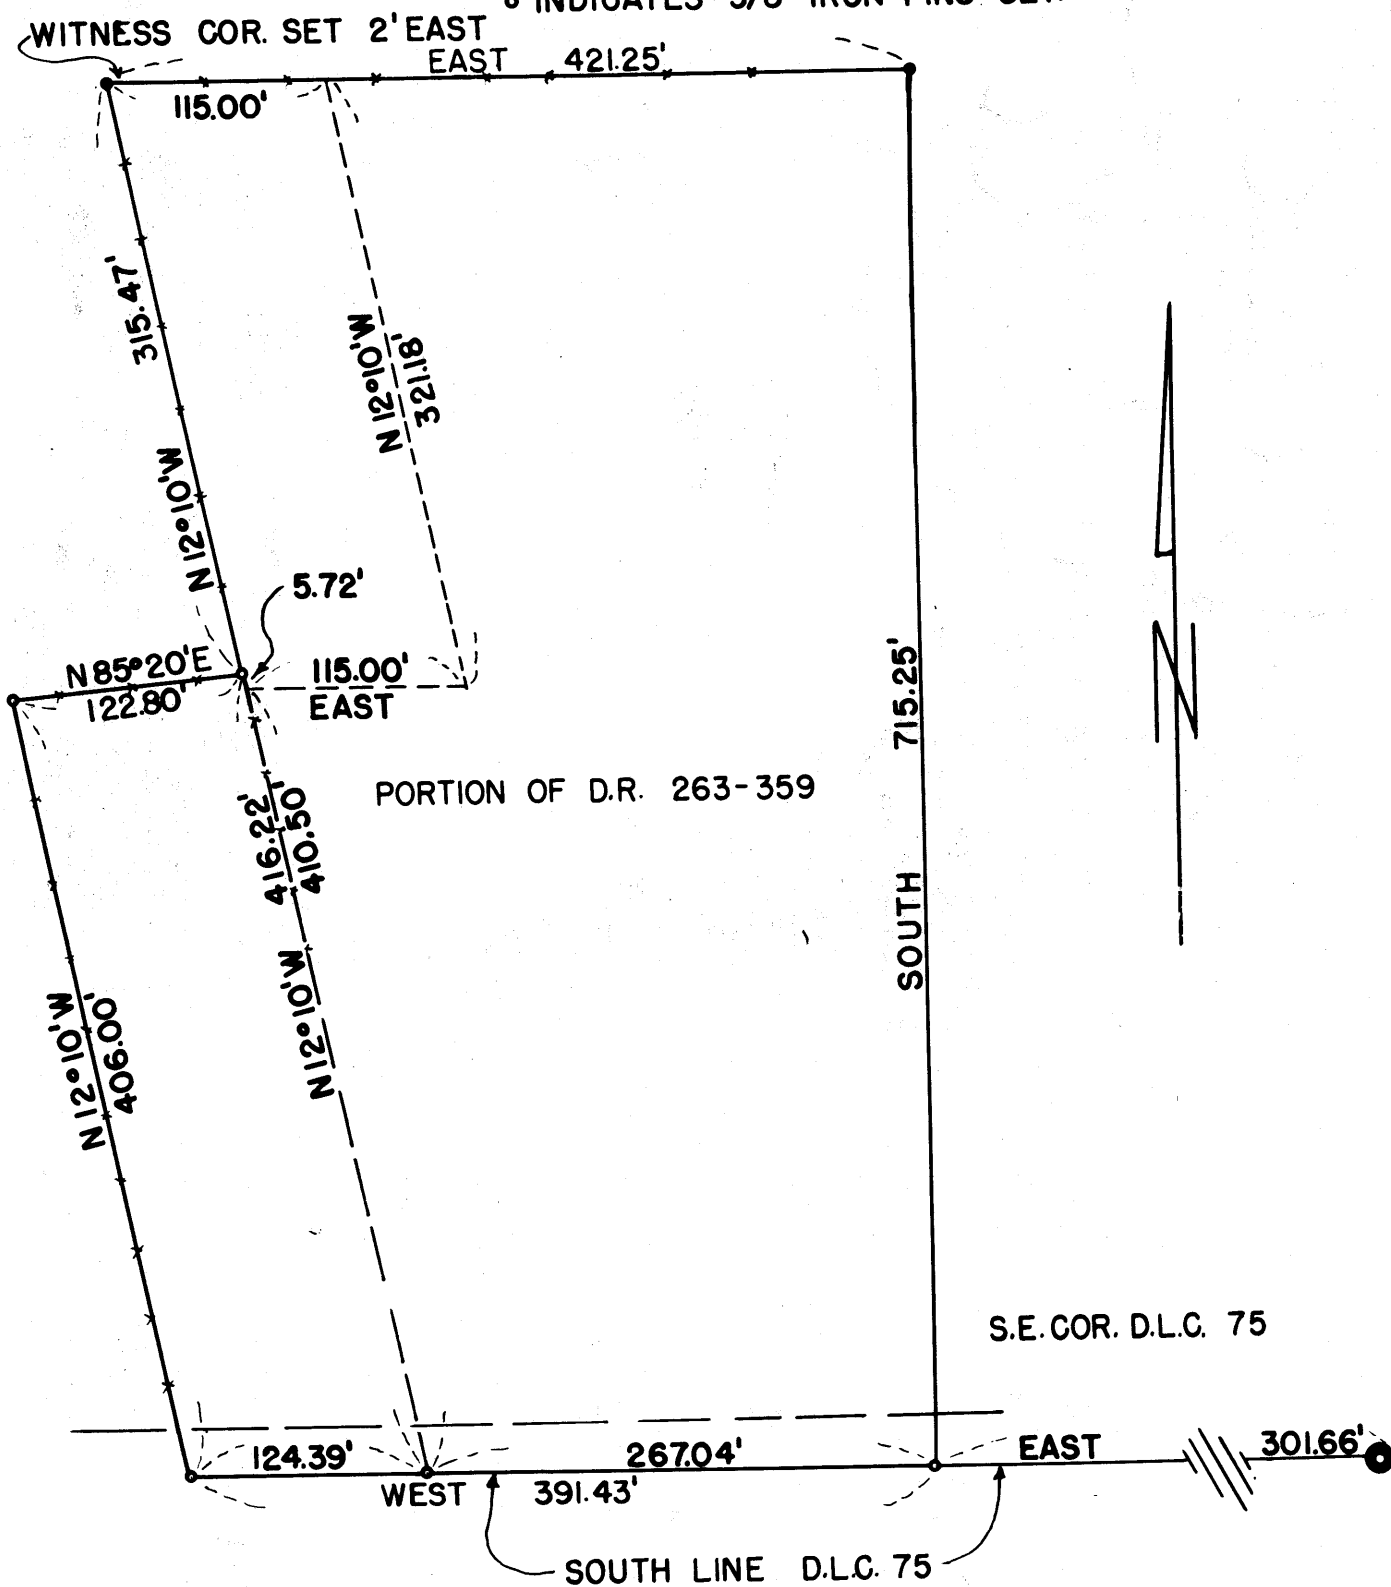 WITNESS COR. SET 2' EAST
EAST 421.25'
115.00'
315.47'
N 12°10' W
N 12°10' W
321.18'
5.72'
N 85°20' E
122.80'
115.00'
EAST
715.25'
SOUTH
N
PORTION OF D.R. 263-359
416.22'
410.50'
N 12°10' W
N 12°10' W
406.00'
S.E. COR. D.L.C. 75
124.39'
267.04'
EAST
301.66'
WEST 391.43'
SOUTH LINE D.L.C. 75